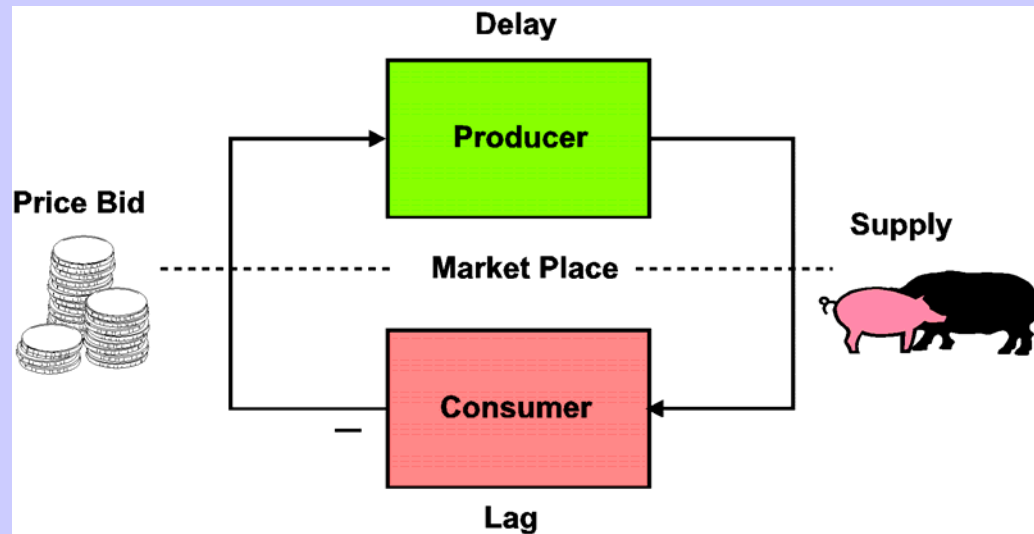 Delay
Producer
Price Bid
Supply
Market Place
Consumer
–
Lag